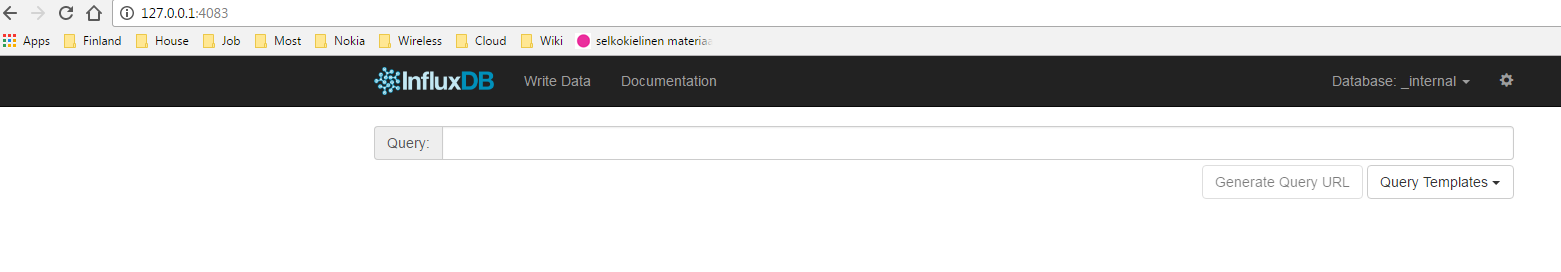 127.0.0.1:4083
Apps Finland House Job Most Nokia Wireless Cloud Wiki selkokielinen materiaa
InfluxDB Write Data Documentation Database: _internal
Query:
Generate Query URL Query Templates